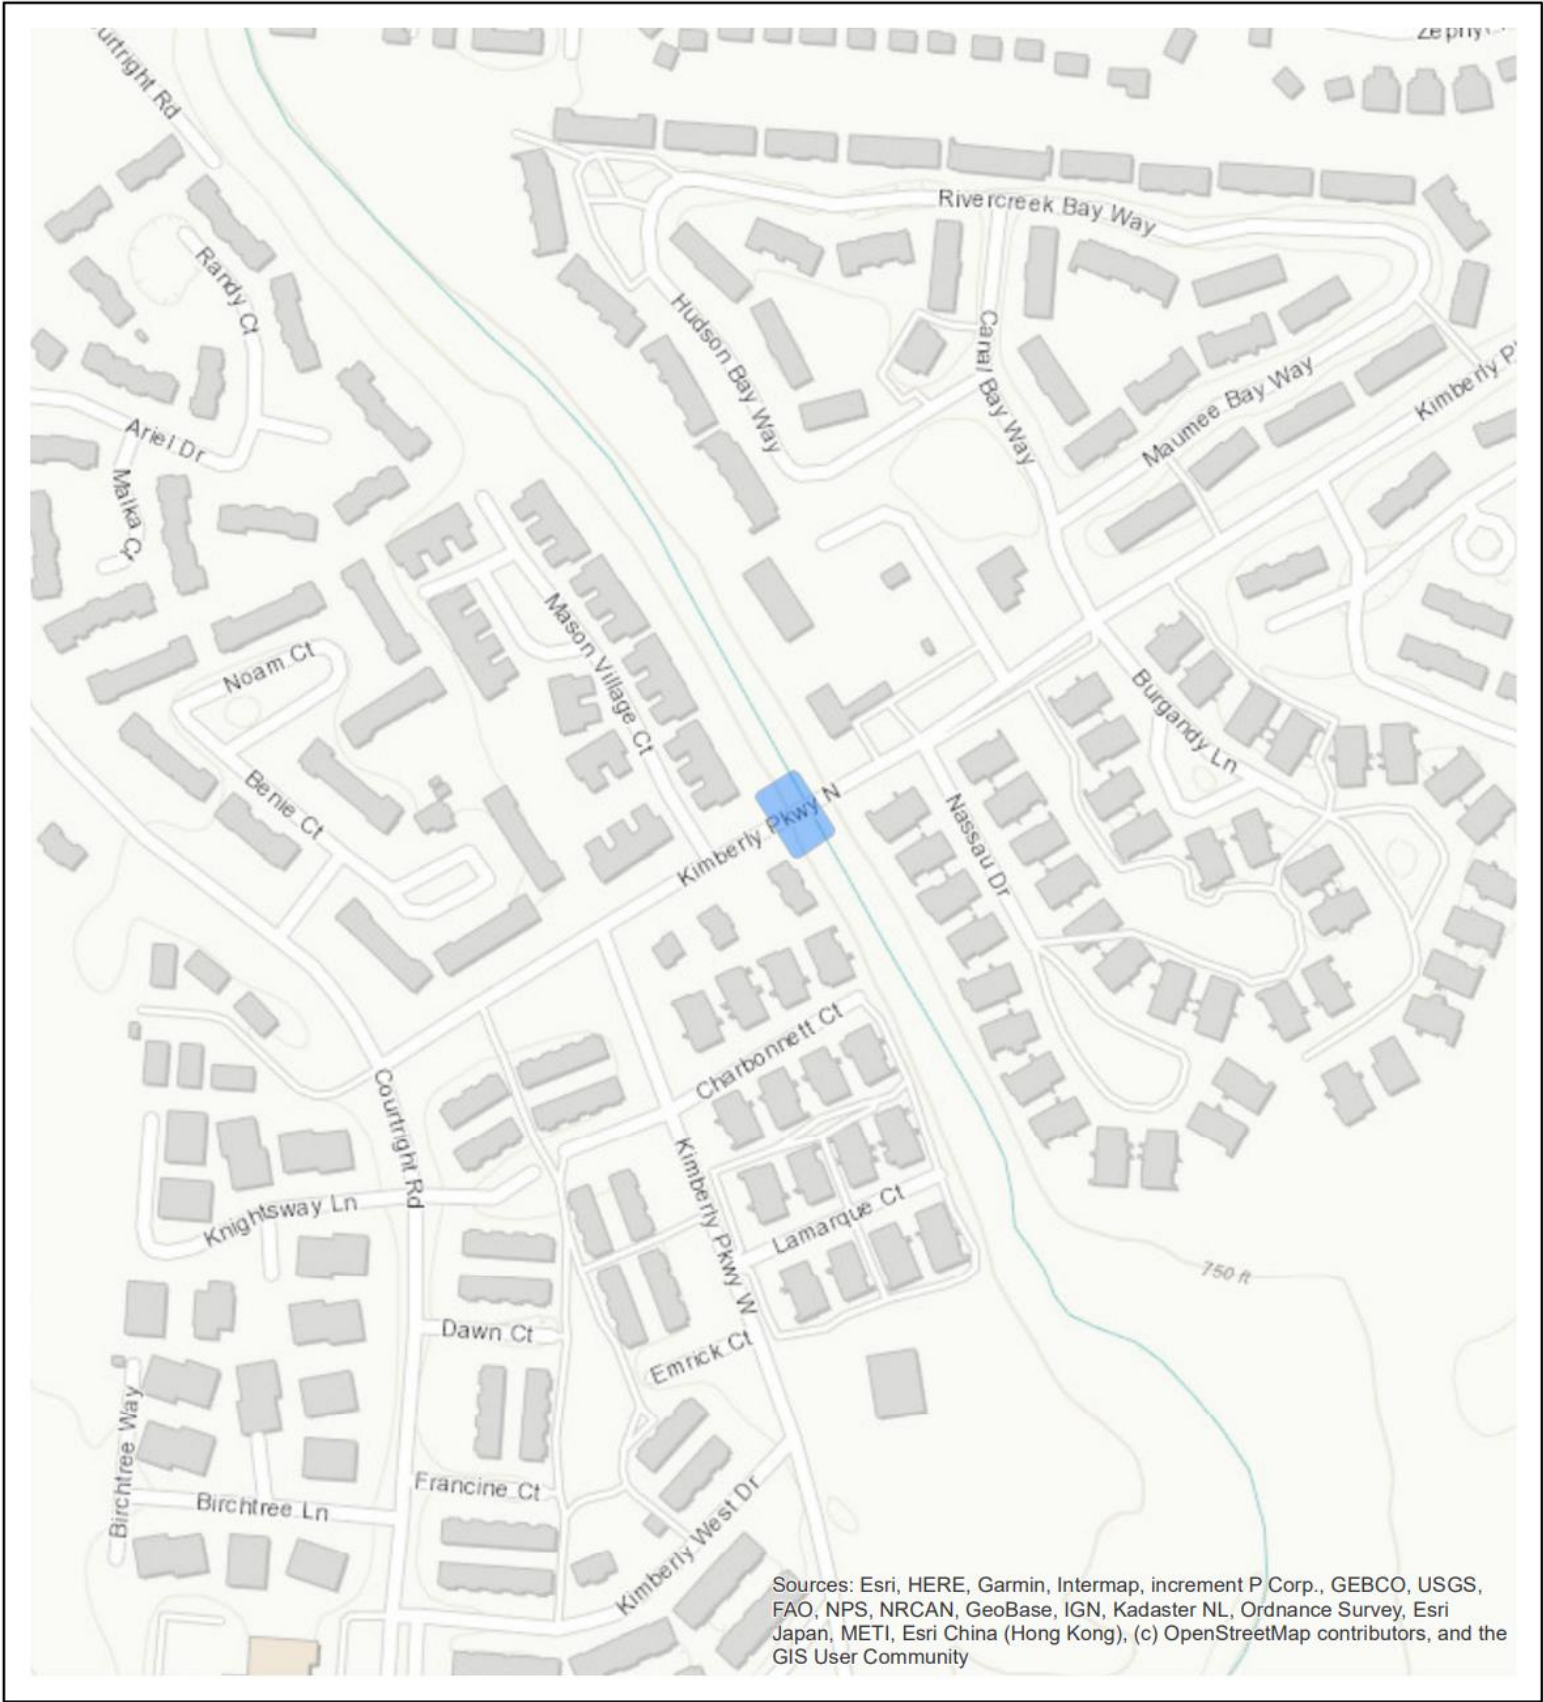 Zephyr
urtright Rd
Rivercreek Bay Way
Randy Ct
Hudson Bay Way
Canal Bay Way
Maumee Bay Way
Kimberly P
Ariel Dr
Malka Ct
Mason Village Ct
Noam Ct
Burgandy Ln
Benie Ct
Kimberly Pkwy N
Nassau Dr
Charbonnett Ct
Courtright Rd
Kimberly Pkwy W
Knightsway Ln
Lamarque Ct
750 ft
Dawn Ct
Emrick Ct
Birchtree Way
Francine Ct
Birchtree Ln
Kimberly West Dr
Sources: Esri, HERE, Garmin, Intermap, increment P Corp., GEBCO, USGS,
FAO, NPS, NRCAN, GeoBase, IGN, Kadaster NL, Ordnance Survey, Esri
Japan, METI, Esri China (Hong Kong), (c) OpenStreetMap contributors, and the
GIS User Community